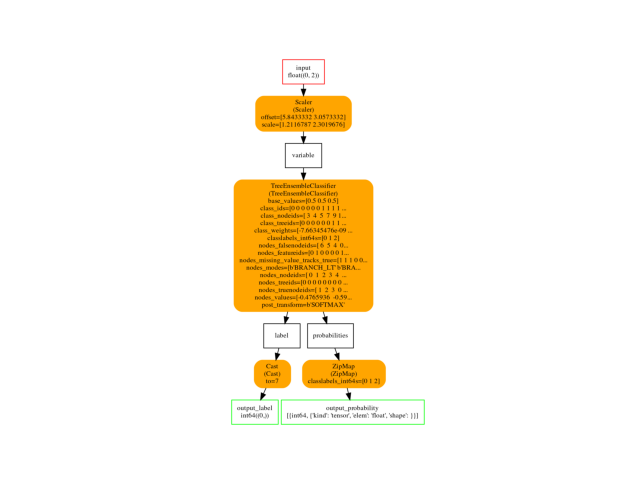 input
float((0, 2))
Scaler
(Scaler)
offset=[5.8433332 3.0573332]
scale=[1.2116787 2.3019676]
variable
TreeEnsembleClassifier
(TreeEnsembleClassifier)
base_values=[0.5 0.5 0.5]
class_ids=[0 0 0 0 0 0 1 1 1 1 ...
class_nodeids=[ 3  4  5  7  9 1...
class_treeids=[0 0 0 0 0 0 1 1 ...
class_weights=[-7.66345476e-09 ...
classlabels_int64s=[0 1 2]
nodes_falsenodeids=[ 6  5  4  0...
nodes_featureids=[0 1 0 0 0 0 1...
nodes_missing_value_tracks_true=[1 1 1 0 0...
nodes_modes=[b'BRANCH_LT' b'BRA...
nodes_nodeids=[ 0  1  2  3  4 ...
nodes_treeids=[0 0 0 0 0 0 0 0 ...
nodes_truenodeids=[ 1  2  3  0 ...
nodes_values=[-0.4765936  -0.59...
post_transform=b'SOFTMAX'
label
probabilities
Cast
(Cast)
to=7
ZipMap
(ZipMap)
classlabels_int64s=[0 1 2]
output_label
int64((0,))
output_probability
[{int64, {'kind': 'tensor', 'elem': 'float', 'shape': }}]